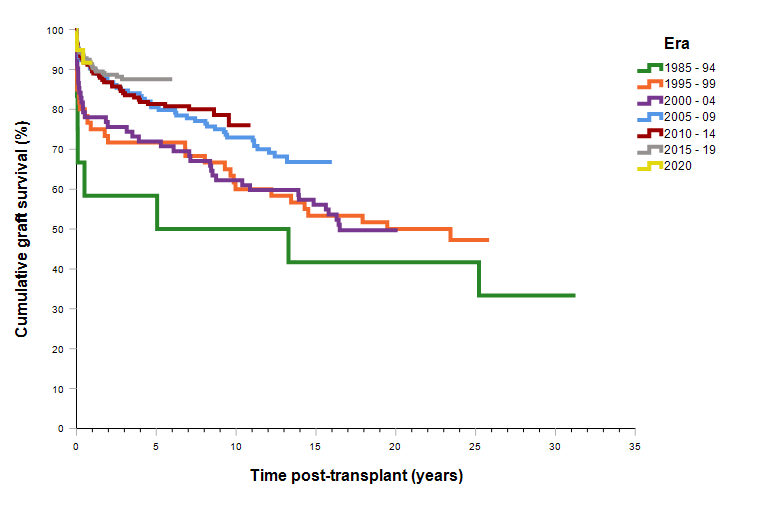 Era
1985 - 94
1995 - 99
2000 - 04
2005 - 09
2010 - 14
2015 - 19
2020
Cumulative graft survival (%)
100
90
80
70
60
50
40
30
20
10
0
0 5 10 15 20 25 30 35
Time post-transplant (years)